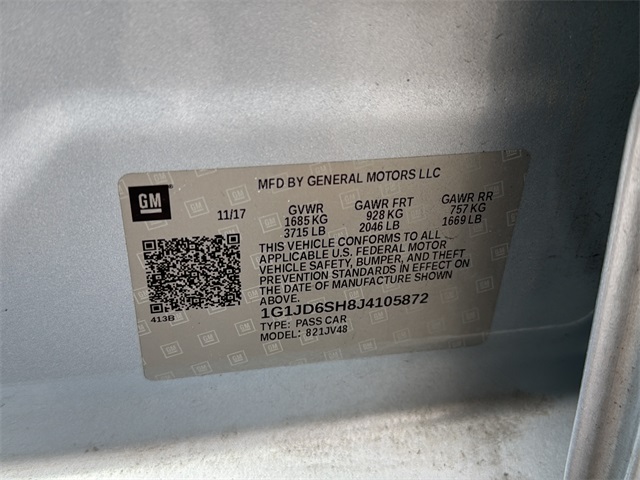 GM
MFD BY GENERAL MOTORS LLC
11/17
GVWR
1685 KG
3715 LB
GAWR FRT
928 KG
2046 LB
GAWR RR
757 KG
1669 LB
THIS VEHICLE CONFORMS TO ALL
APPLICABLE U.S. FEDERAL MOTOR
VEHICLE SAFETY, BUMPER, AND THEFT
PREVENTION STANDARDS IN EFFECT ON
THE DATE OF MANUFACTURE SHOWN
ABOVE.
1G1JD6SH8J4105872
TYPE: PASS CAR
MODEL: 821JV48
413B